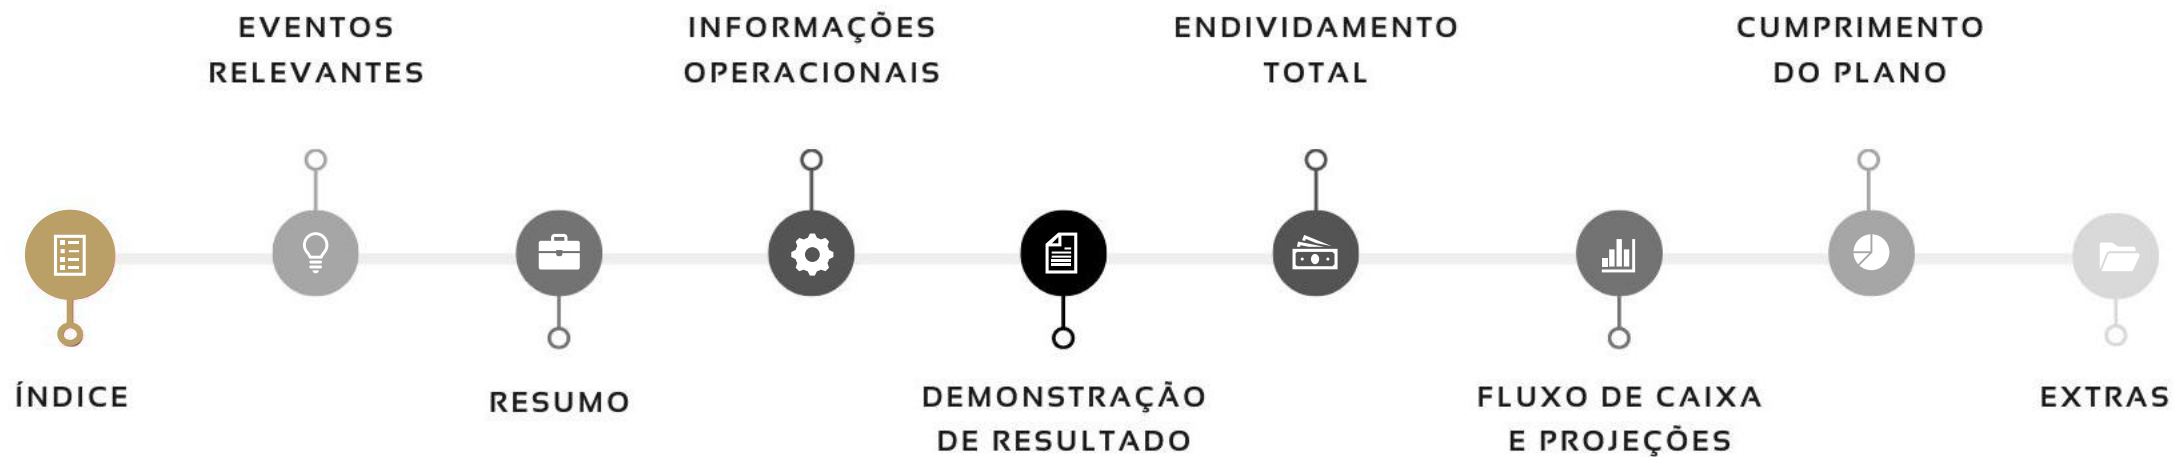 EVENTOS
RELEVANTES
INFORMAÇÕES
OPERACIONAIS
ENDIVIDAMENTO
TOTAL
CUMPRIMENTO
DO PLANO
ÍNDICE
RESUMO
DEMONSTRAÇÃO
DE RESULTADO
FLUXO DE CAIXA
E PROJEÇÕES
EXTRAS